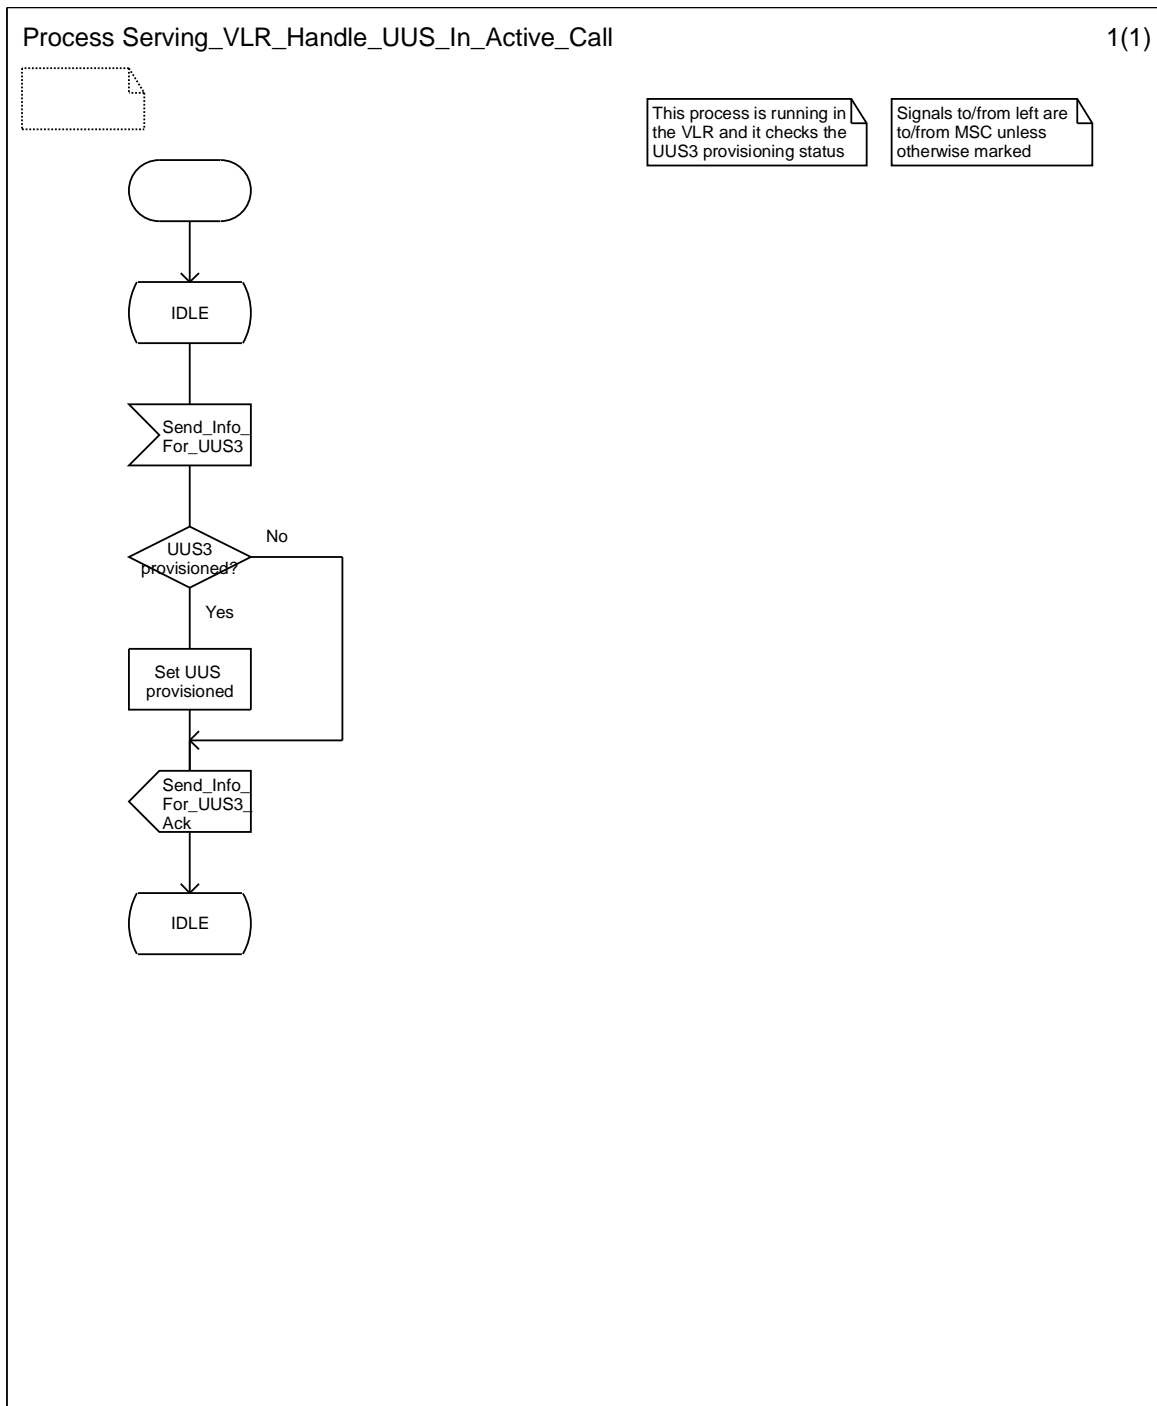 Process Serving_VLR_Handle_UUS_In_Active_Call 1(1)
This process is running in
the VLR and it checks the
UUS3 provisioning status
Signals to/from left are
to/from MSC unless
otherwise marked
IDLE
Send_Info_
For_UUS3
UUS3
provisioned?
No
Yes
Set UUS
provisioned
Send_Info_
For_UUS3_
Ack
IDLE